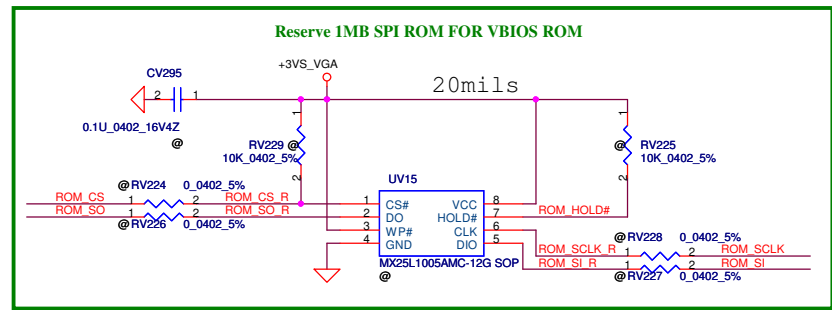 Reserve 1MB SPI ROM FOR VBIOS ROM
CV295
+3VS_VGA
20mils
2 1
0.1U_0402_16V4Z
@
1
RV229 @
10K_0402_5%
2
1
@ RV225
10K_0402_5%
2
UV15
@ RV224 0_0402_5%
ROM_CS 1 2 ROM_CS_R 1 CS# VCC 8
ROM_SO 1 2 ROM_SO_R 2 DO HOLD# 7 ROM_HOLD#
@ RV226 0_0402_5% 3 WP# CLK 6
4 GND DIO 5
@ RV228 0_0402_5%
ROM_SCLK_R 1 2 ROM_SCLK
MX25L1005AMC-12G SOP
ROM_SI_R 1 2 ROM_SI
@
@ RV227 0_0402_5%